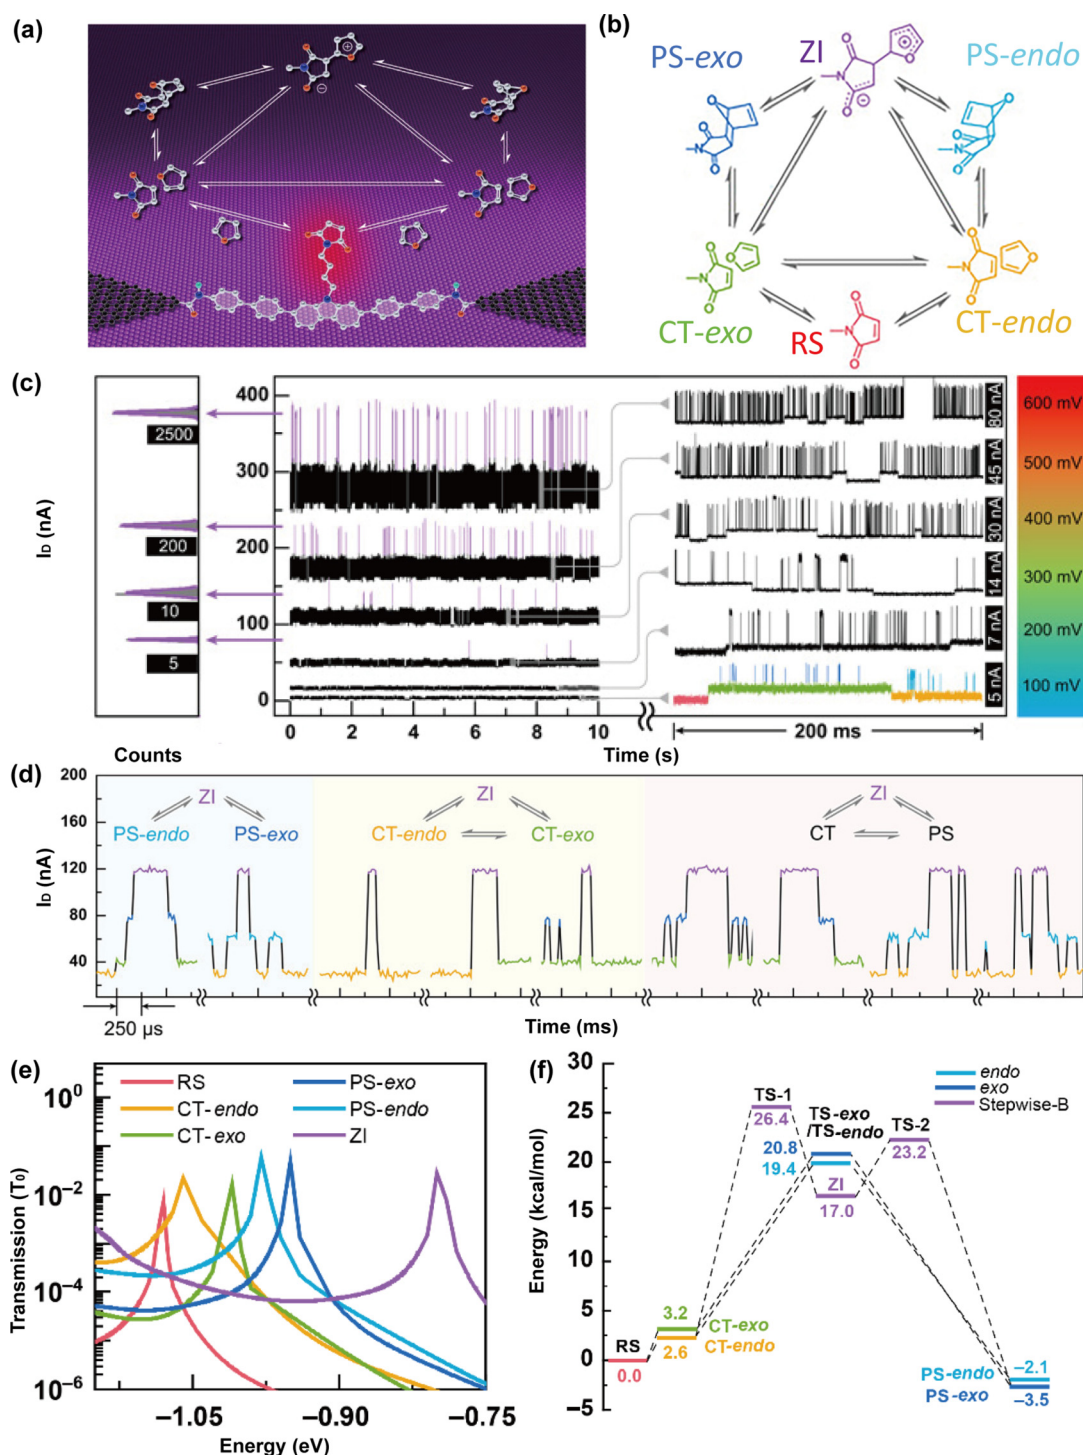 (a)
(b)
PS-exo
ZI
PS-endo
CT-exo
RS
CT-endo
(c)
400
300
200
100
0
I_D (nA)
2500
200
10
5
Counts
0 2 4 6 8 10
Time (s)
200 ms
80 nA
45 nA
30 nA
14 nA
7 nA
5 nA
600 mV
500 mV
400 mV
300 mV
200 mV
100 mV
(d)
200
160
120
80
40
I_D (nA)
ZI
PS-endo PS-exo
ZI
CT-endo CT-exo
ZI
CT PS
250 µs
Time (ms)
(e)
10^0
10^-2
10^-4
10^-6
Transmission (T_0)
RS PS-exo
CT-endo PS-endo
CT-exo ZI
−1.05 −0.90 −0.75
Energy (eV)
(f)
30
25
20
15
10
5
0
−5
Energy (kcal/mol)
endo
exo
Stepwise-B
TS-1
26.4
TS-exo
/TS-endo
20.8
19.4
TS-2
23.2
ZI
17.0
3.2
CT-exo
RS
0.0
2.6
CT-endo
PS-endo −2.1
PS-exo −3.5